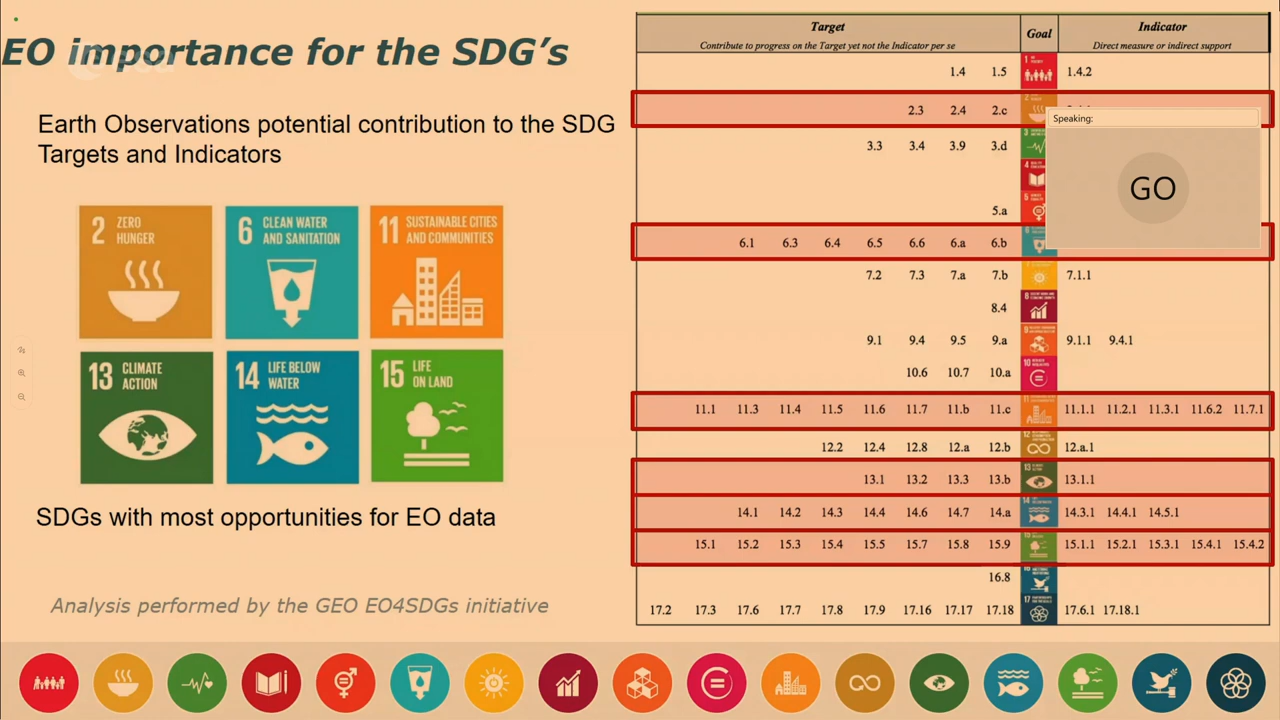 EO importance for the SDG's
Earth Observations potential contribution to the SDG
Targets and Indicators
2 ZERO
HUNGER
6 CLEAN WATER
AND SANITATION
11 SUSTAINABLE CITIES
AND COMMUNITIES
13 CLIMATE
ACTION
14 LIFE BELOW
WATER
15 LIFE
ON LAND
SDGs with most opportunities for EO data
Analysis performed by the GEO EO4SDGs initiative
Target Goal Indicator
Contribute to progress on the Target yet not the Indicator per se Direct measure or indirect support
1.4 1.5 1 1.4.2
2.3 2.4 2.c 2
Speaking:
GO
3.3 3.4 3.9 3.d 3
4
5.a 5
6.1 6.3 6.4 6.5 6.6 6.a 6.b
7.2 7.3 7.a 7.b 7.1.1
8.4
9.1 9.4 9.5 9.a 9 9.1.1 9.4.1
10.6 10.7 10.a 10
11.1 11.3 11.4 11.5 11.6 11.7 11.b 11.c 11 11.1.1 11.2.1 11.3.1 11.6.2 11.7.1
12.2 12.4 12.8 12.a 12.b 12 12.a.1
13.1 13.2 13.3 13.b 13 13.1.1
14.1 14.2 14.3 14.4 14.6 14.7 14.a 14 14.3.1 14.4.1 14.5.1
15.1 15.2 15.3 15.4 15.5 15.7 15.8 15.9 15.1.1 15.2.1 15.3.1 15.4.1 15.4.2
16.8
17.2 17.3 17.6 17.7 17.8 17.9 17.16 17.17 17.18 17 17.6.1 17.18.1